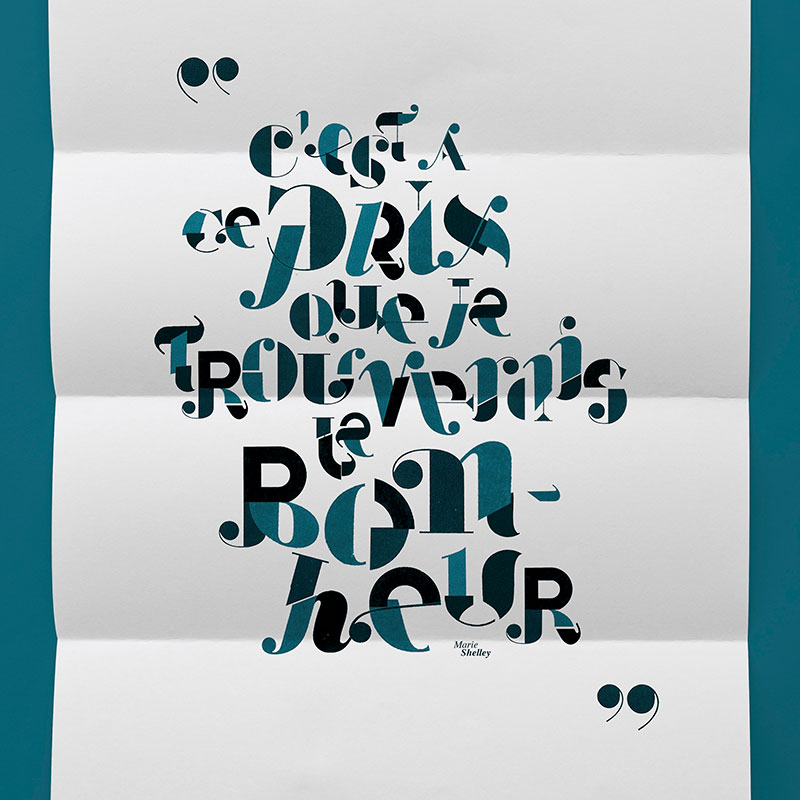 “
c'est à
ce prix
que je
trouverais
le
bon-
heur
Marie
Shelley
”